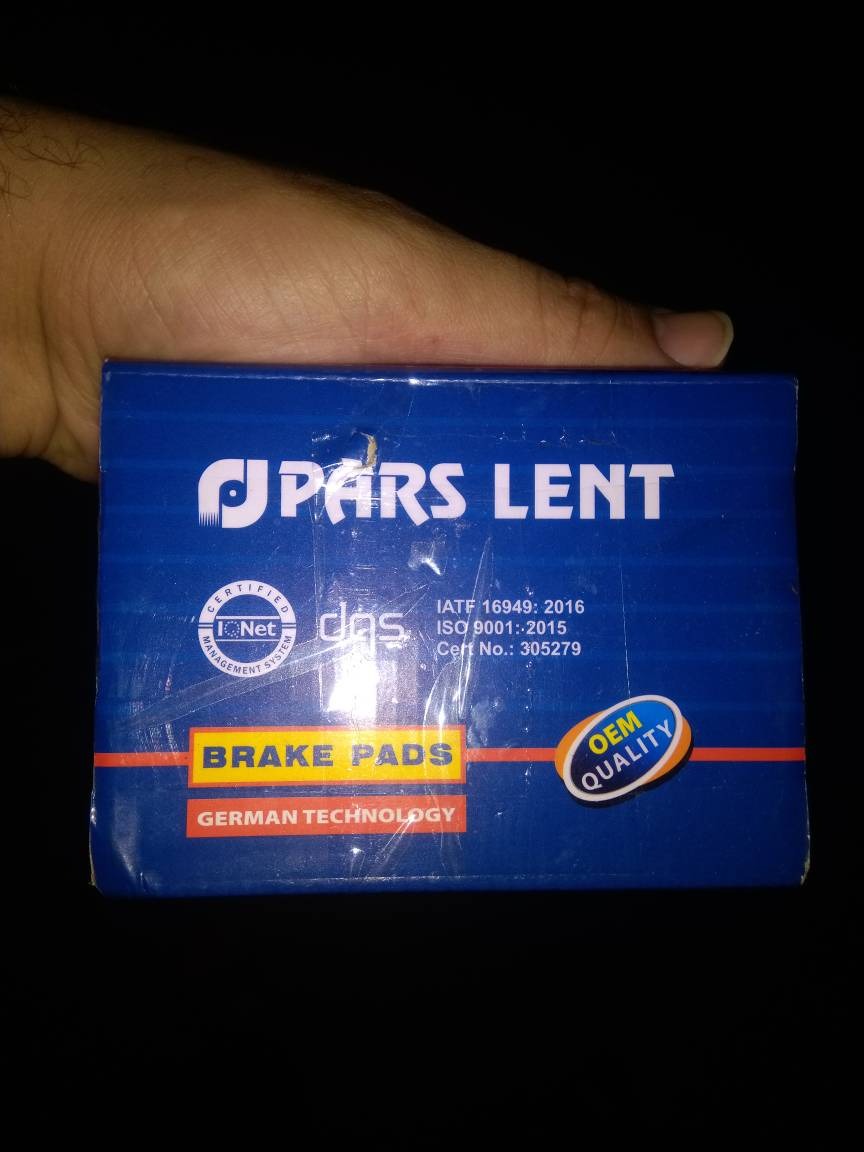 PARS LENT
CERTIFIED
IQNet
MANAGEMENT SYSTEM
dqs
IATF 16949: 2016
ISO 9001: 2015
Cert No.: 305279
BRAKE PADS
GERMAN TECHNOLOGY
OEM
QUALITY